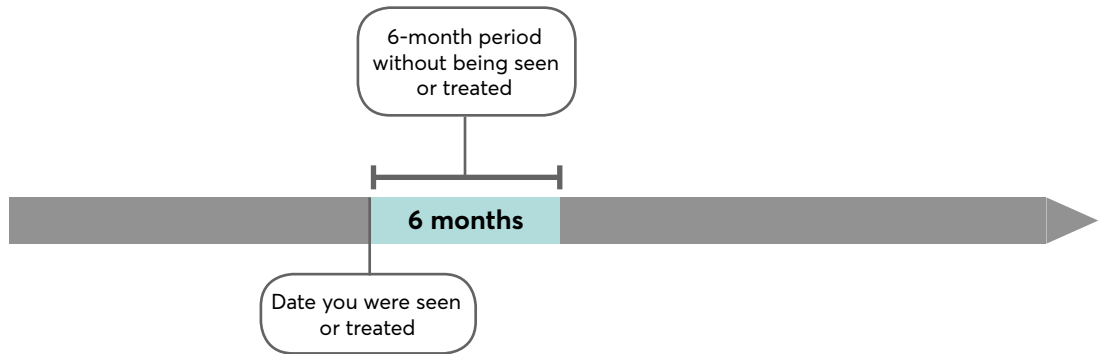 6-month period
without being seen
or treated
6 months
Date you were seen
or treated